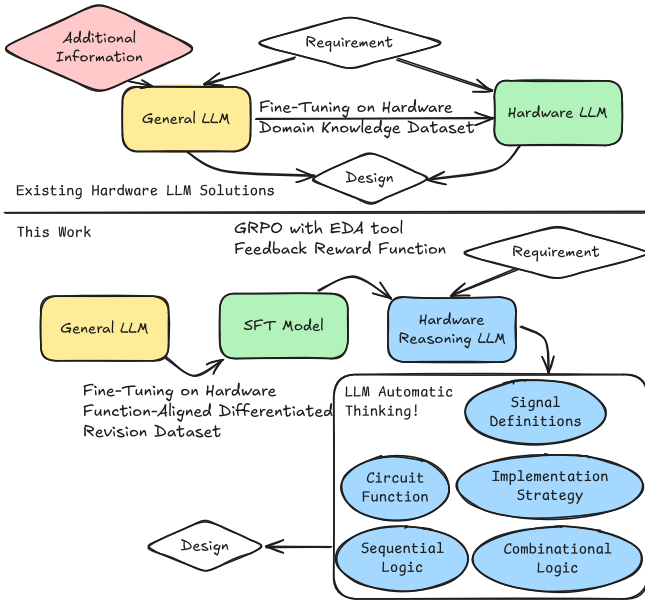 Additional
Information
Requirement
General LLM
Fine-Tuning on Hardware
Domain Knowledge Dataset
Hardware LLM
Design
Existing Hardware LLM Solutions
This Work
GRPO with EDA tool
Feedback Reward Function
Requirement
General LLM
SFT Model
Hardware
Reasoning LLM
Fine-Tuning on Hardware
Function-Aligned Differentiated
Revision Dataset
LLM Automatic
Thinking!
Signal
Definitions
Circuit
Function
Implementation
Strategy
Design
Sequential
Logic
Combinational
Logic